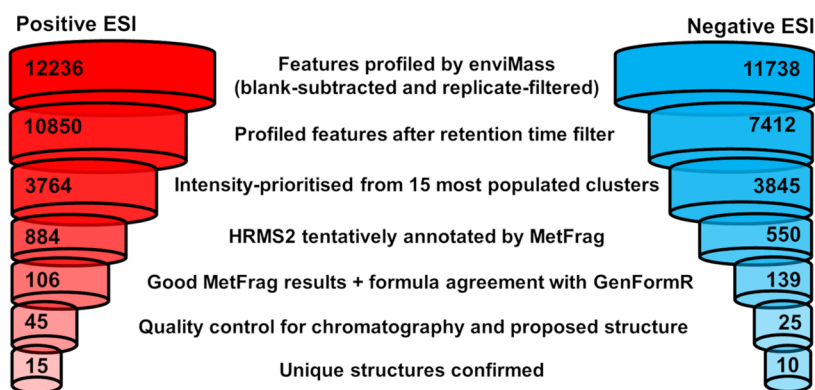 Positive ESI
Negative ESI
12236
Features profiled by enviMass
(blank-subtracted and replicate-filtered)
11738
10850
Profiled features after retention time filter
7412
3764
Intensity-prioritised from 15 most populated clusters
3845
884
HRMS2 tentatively annotated by MetFrag
550
106
Good MetFrag results + formula agreement with GenFormR
139
45
Quality control for chromatography and proposed structure
25
15
Unique structures confirmed
10